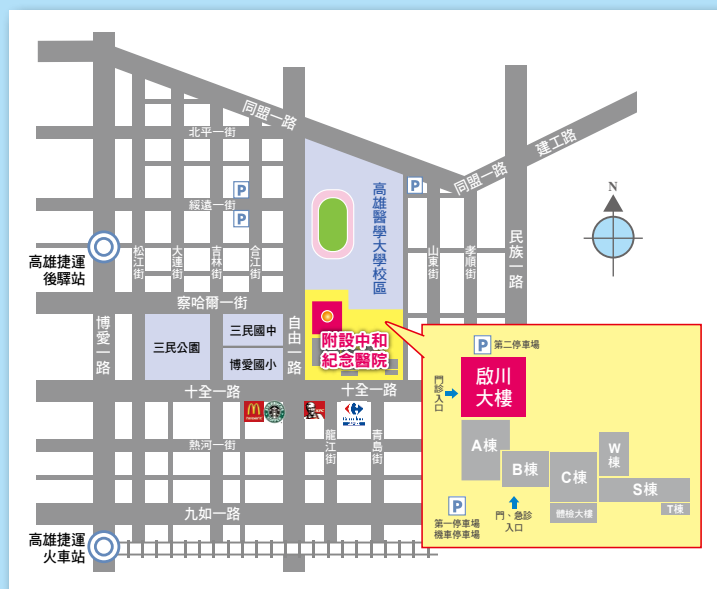 同盟一路
北平一街
建工路
P
P
綏遠一街
P
同盟一路
N
高雄醫學大學校區
高雄捷運
後驛站
松江街
大連街
吉林街
合江街
山東街
孝順街
民族一路
察哈爾一街
博愛一路
三民公園
三民國中
博愛國小
自由一路
附設中和
紀念醫院
十全一路
十全一路
KFC
Carrefour
熱河一街
龍江街
青島街
九如一路
高雄捷運
火車站
P 第二停車場
門診
入口
啟川
大樓
A棟
B棟
C棟
W
棟
S棟
T棟
體檢大樓
P
第一停車場
機車停車場
門、急診
入口